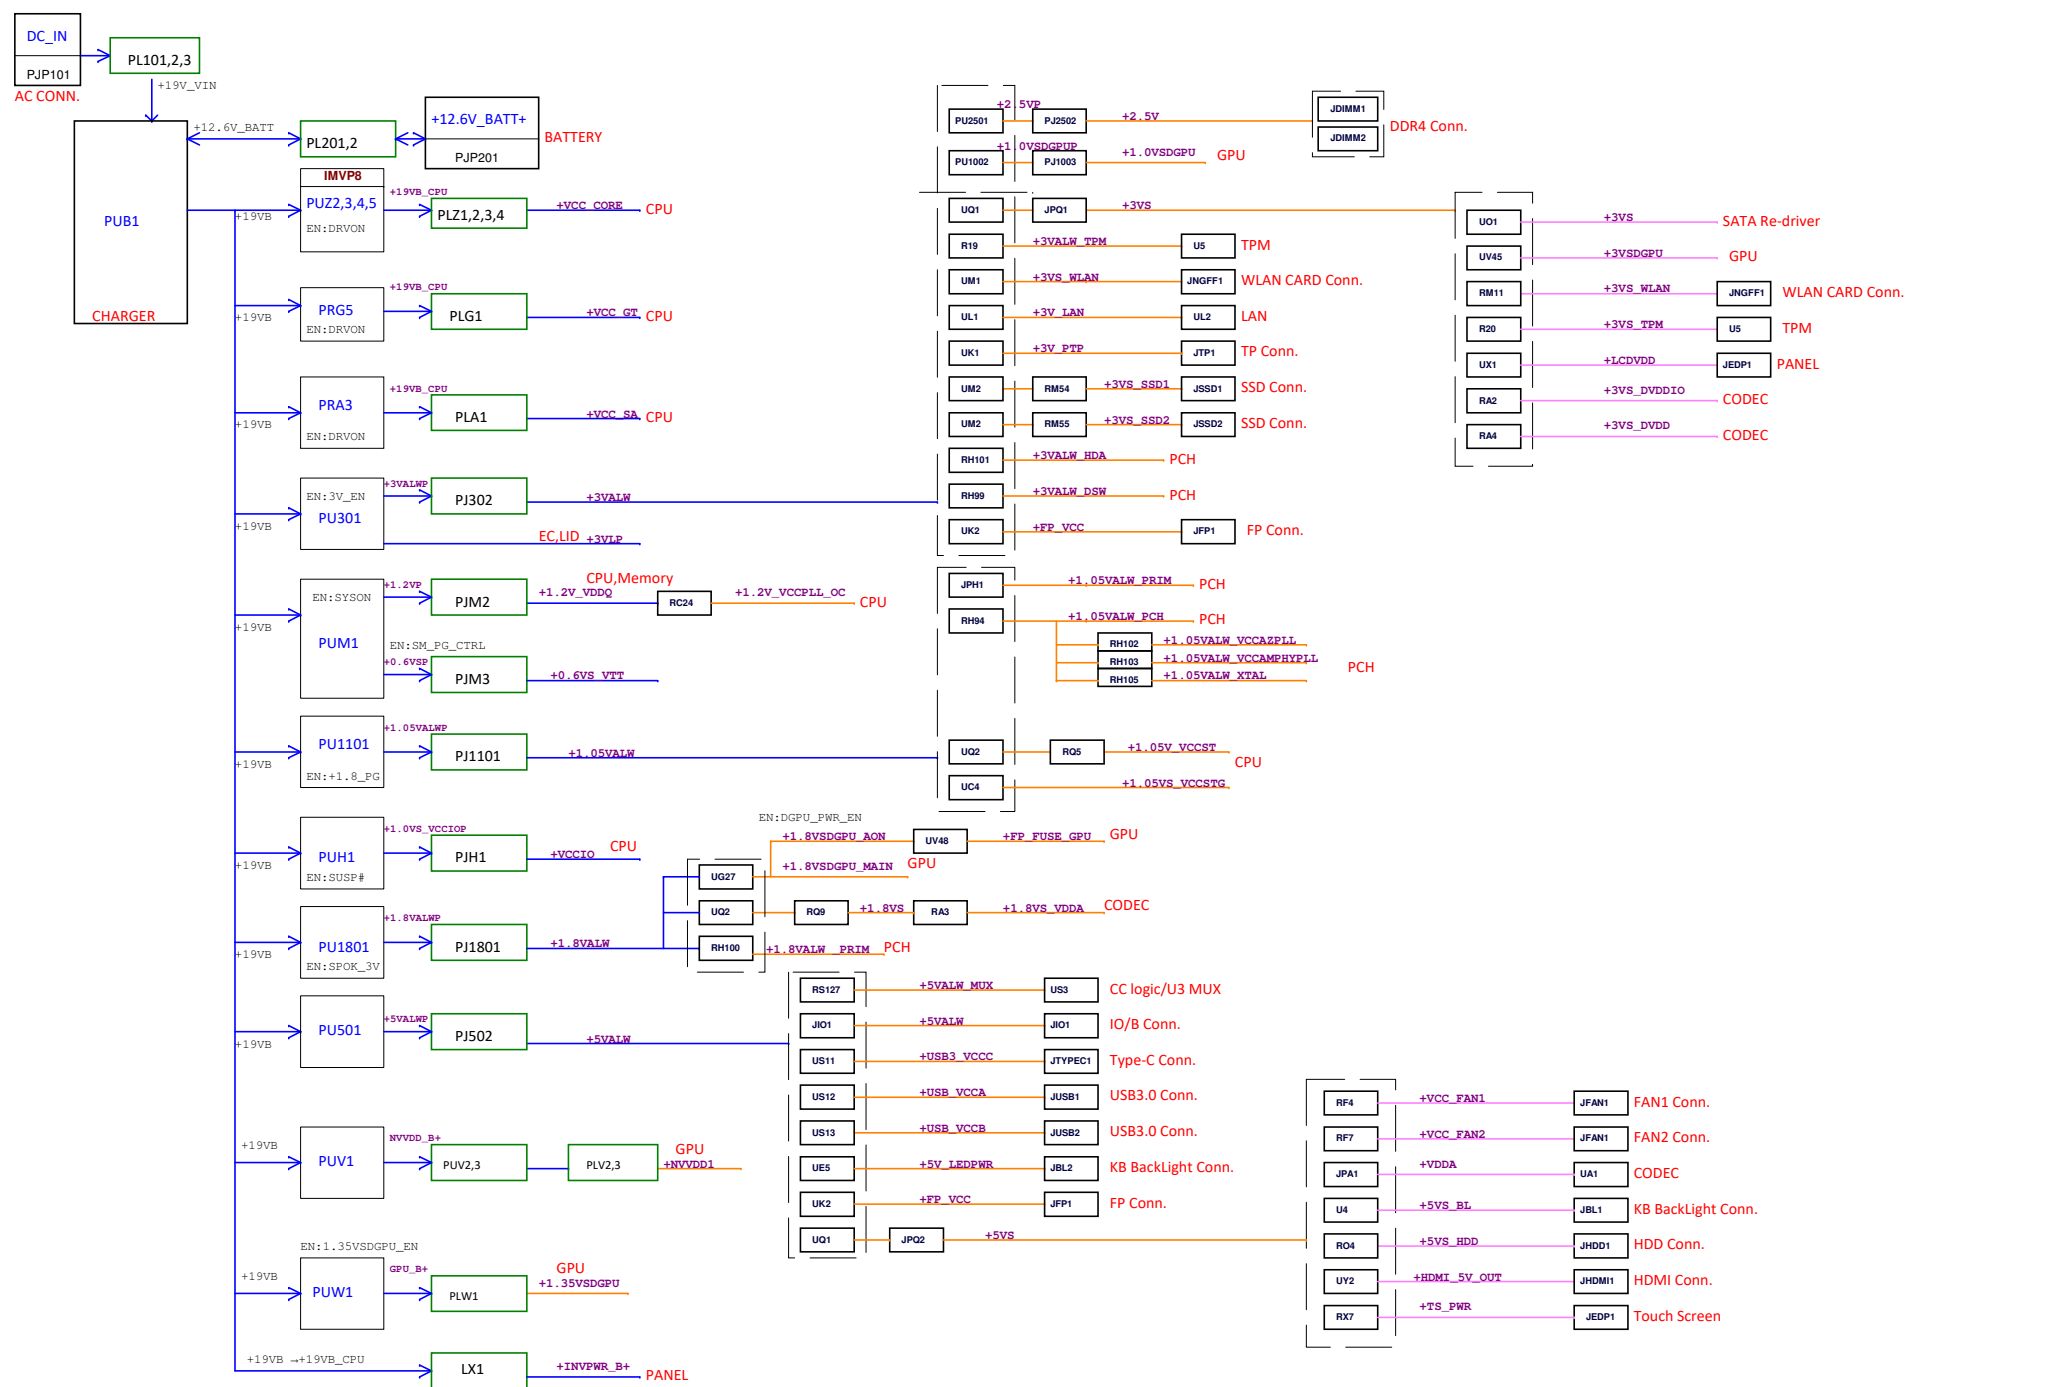 DC_IN
PJP101
AC CONN.
PL101,2,3
+19V_VIN
+12.6V_BATT
PL201,2
+12.6V_BATT+
PJP201
BATTERY
PUB1
CHARGER
IMVP8
+19VB
PUZ2,3,4,5
EN:DRVON
+19VB_CPU
PLZ1,2,3,4
+VCC_CORE
CPU
+19VB
PRG5
EN:DRVON
+19VB_CPU
PLG1
+VCC_GT
CPU
+19VB
PRA3
EN:DRVON
+19VB_CPU
PLA1
+VCC_SA
CPU
+19VB
EN:3V_EN
PU301
+3VALWP
PJ302
+3VALW
EC,LID
+3VLP
+19VB
EN:SYSON
PUM1
+1.2VP
PJM2
CPU,Memory
+1.2V_VDDQ
RC24
+1.2V_VCCPLL_OC
CPU
EN:SM_PG_CTRL
+0.6VSP
PJM3
+0.6VS_VTT
+19VB
PU1101
EN:+1.8_PG
+1.05VALWP
PJ1101
+1.05VALW
+19VB
PUH1
EN:SUSP#
+1.0VS_VCCIOP
PJH1
+VCCIO
CPU
+19VB
PU1801
EN:SPOK_3V
+1.8VALWP
PJ1801
+1.8VALW
EN:DGPU_PWR_EN
UG27
+1.8VSDGPU_AON
UV48
+FP_FUSE_GPU
GPU
+1.8VSDGPU_MAIN
GPU
UQ2
RQ9
+1.8VS
RA3
+1.8VS_VDDA
CODEC
RH100
+1.8VALW _PRIM
PCH
+19VB
PU501
+5VALWP
PJ502
+5VALW
+19VB
PUV1
NVVDD_B+
PUV2,3
PLV2,3
GPU
+NVVDD1
EN:1.35VSDGPU_EN
+19VB
PUW1
GPU_B+
PLW1
GPU
+1.35VSDGPU
+19VB →+19VB_CPU
LX1
+INVPWR_B+
PANEL
PU2501
+2.5VP
PJ2502
+2.5V
JDIMM1
JDIMM2
DDR4 Conn.
PU1002
+1.0VSDGPUP
PJ1003
+1.0VSDGPU
GPU
UQ1
JPQ1
+3VS
R19
+3VALW_TPM
U5
TPM
UM1
+3VS_WLAN
JNGFF1
WLAN CARD Conn.
UL1
+3V_LAN
UL2
LAN
UK1
+3V_PTP
JTP1
TP Conn.
UM2
RM54
+3VS_SSD1
JSSD1
SSD Conn.
UM2
RM55
+3VS_SSD2
JSSD2
SSD Conn.
RH101
+3VALW_HDA
PCH
RH99
+3VALW_DSW
PCH
UK2
+FP_VCC
JFP1
FP Conn.
UO1
+3VS
SATA Re-driver
UV45
+3VSDGPU
GPU
RM11
+3VS_WLAN
JNGFF1
WLAN CARD Conn.
R20
+3VS_TPM
U5
TPM
UX1
+LCDVDD
JEDP1
PANEL
RA2
+3VS_DVDDIO
CODEC
RA4
+3VS_DVDD
CODEC
JPH1
+1.05VALW_PRIM
PCH
RH94
+1.05VALW_PCH
PCH
RH102
+1.05VALW_VCCAZPLL
RH103
+1.05VALW_VCCAMPHYPLL
RH105
+1.05VALW_XTAL
PCH
UQ2
RQ5
+1.05V_VCCST
CPU
UC4
+1.05VS_VCCSTG
RS127
+5VALW_MUX
US3
CC logic/U3 MUX
JIO1
+5VALW
JIO1
IO/B Conn.
US11
+USB3_VCCC
JTYPEC1
Type-C Conn.
US12
+USB_VCCA
JUSB1
USB3.0 Conn.
US13
+USB_VCCB
JUSB2
USB3.0 Conn.
UE5
+5V_LEDPWR
JBL2
KB BackLight Conn.
UK2
+FP_VCC
JFP1
FP Conn.
UQ1
JPQ2
+5VS
RF4
+VCC_FAN1
JFAN1
FAN1 Conn.
RF7
+VCC_FAN2
JFAN1
FAN2 Conn.
JPA1
+VDDA
UA1
CODEC
U4
+5VS_BL
JBL1
KB BackLight Conn.
RO4
+5VS_HDD
JHDD1
HDD Conn.
UY2
+HDMI_5V_OUT
JHDMI1
HDMI Conn.
RX7
+TS_PWR
JEDP1
Touch Screen